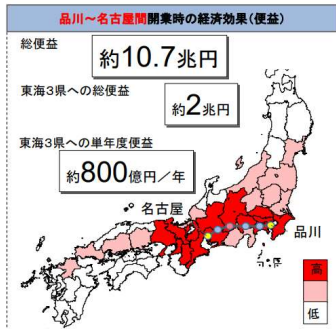 品川~名古屋間開業時の経済効果(便益)
総便益
約10.7兆円
東海3県への総便益
約2兆円
東海3県への単年度便益
約800億円/年
名古屋
品川
高
低